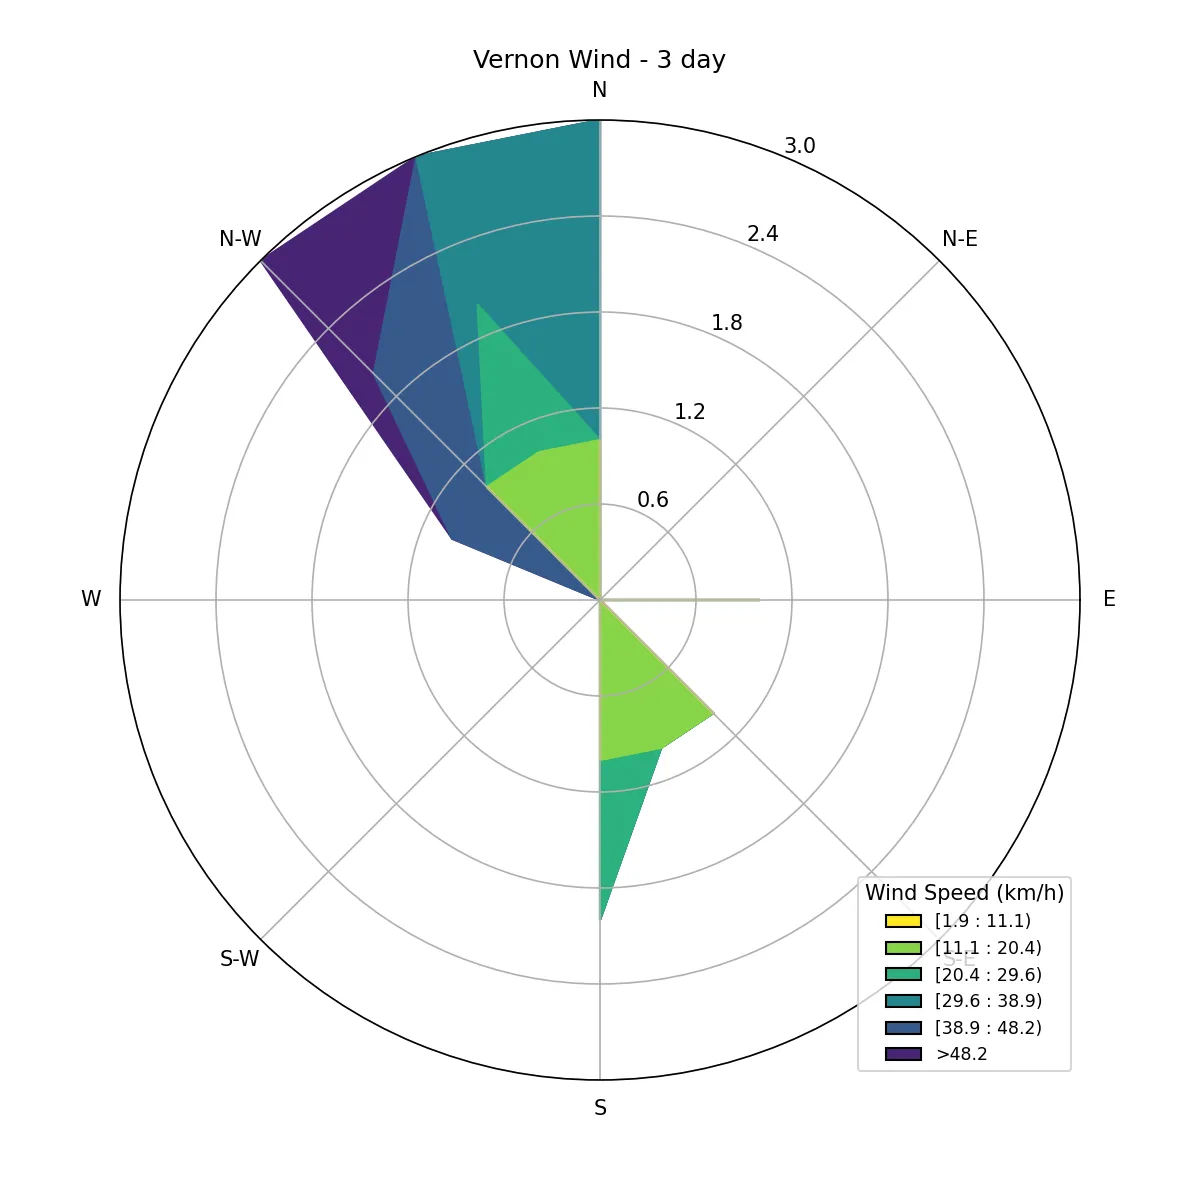 Vernon Wind - 3 day
N
3.0
N-W
2.4
N-E
1.8
1.2
0.6
W
E
S-W
S-E
S
Wind Speed (km/h)
[1.9 : 11.1)
[11.1 : 20.4)
[20.4 : 29.6)
[29.6 : 38.9)
[38.9 : 48.2)
>48.2